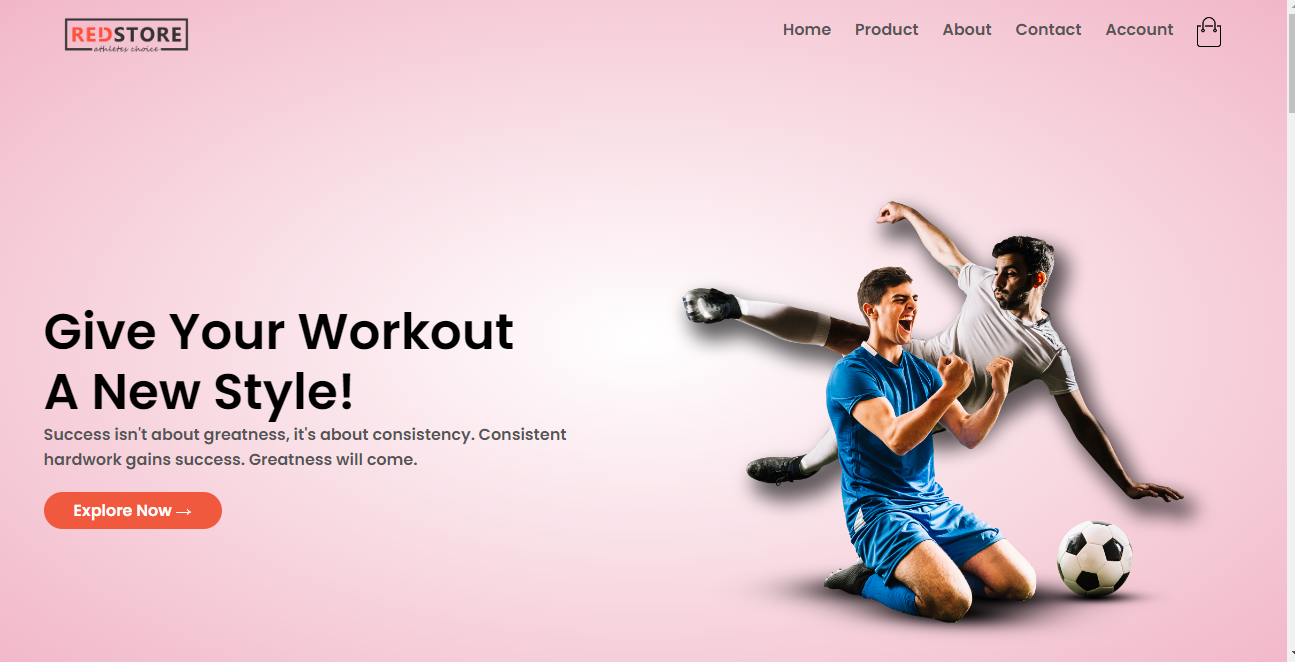 REDSTORE
athletes choice
Home Product About Contact Account
Give Your Workout
A New Style!
Success isn't about greatness, it's about consistency. Consistent
hardwork gains success. Greatness will come.
Explore Now →